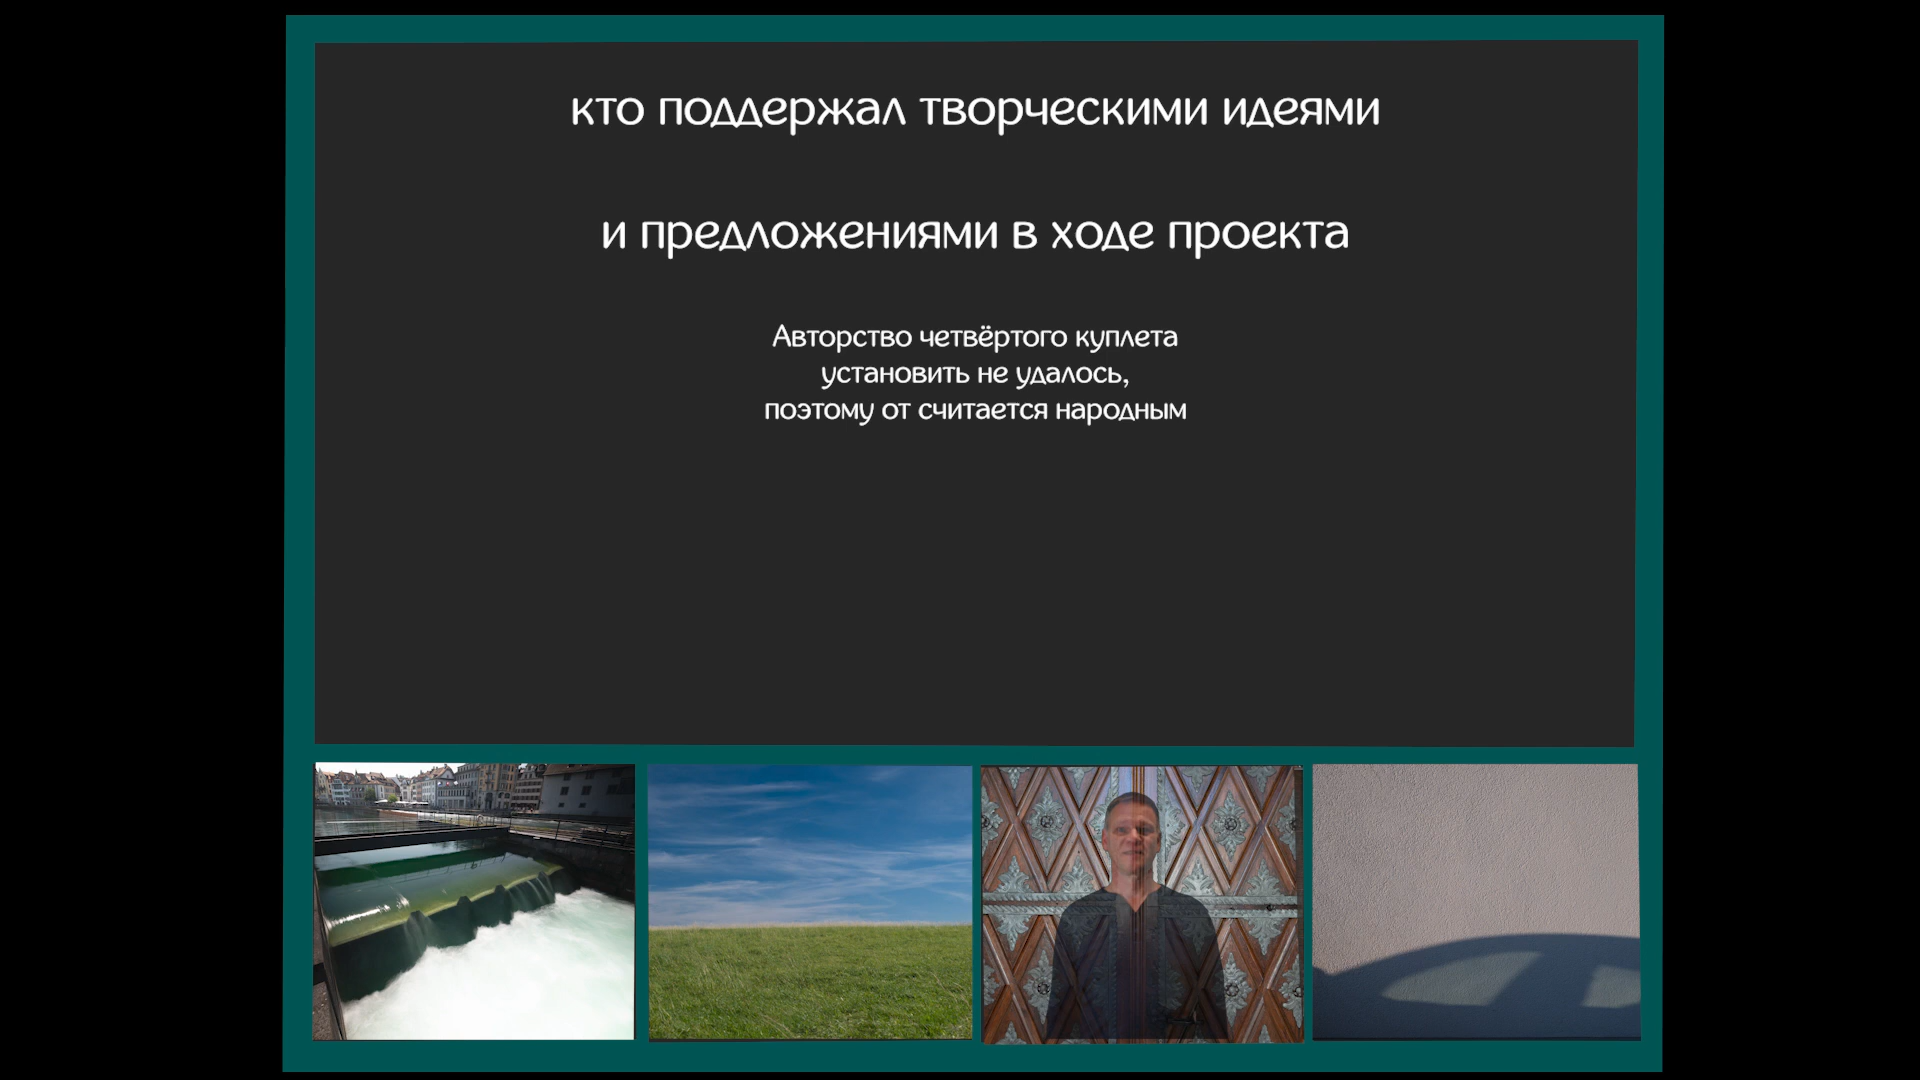 кто поддержал творческими идеями
и предложениями в ходе проекта
Авторство четвёртого куплета
установить не удалось,
поэтому от считается народным